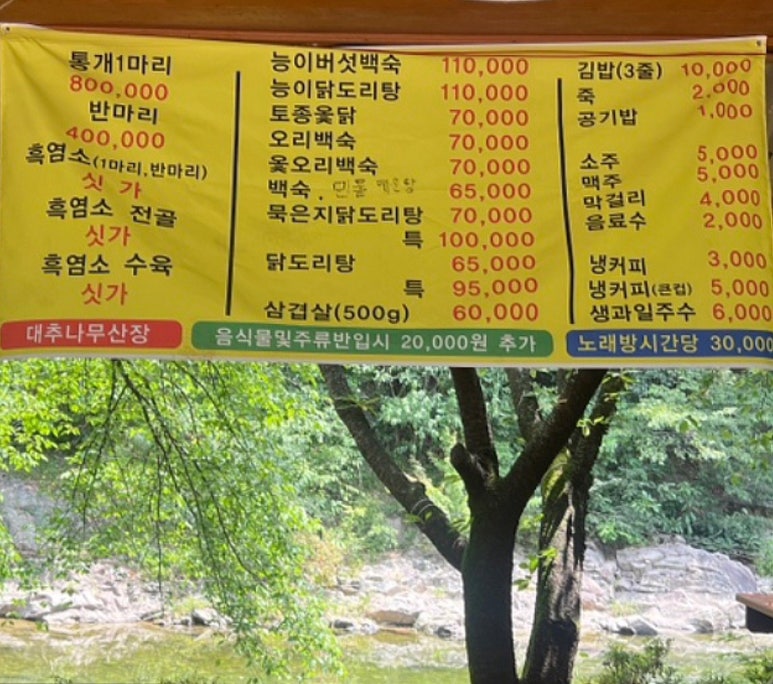 통개1마리
800,000
반마리
400,000
흑염소(1마리,반마리)
싯 가
흑염소 전골
싯가
흑염소 수육
싯가
능이버섯백숙 110,000
능이닭도리탕 110,000
토종옻닭 70,000
오리백숙 70,000
옻오리백숙 70,000
백숙. 민물 매운탕 65,000
묵은지닭도리탕 70,000
특 100,000
닭도리탕 65,000
특 95,000
삼겹살(500g) 60,000
김밥(3줄) 10,000
죽 2,000
공기밥 1,000
소주 5,000
맥주 5,000
막걸리 4,000
음료수 2,000
냉커피 3,000
냉커피(큰컵) 5,000
생과일주수 6,000
대추나무산장
음식물및주류반입시 20,000원 추가
노래방시간당 30,000